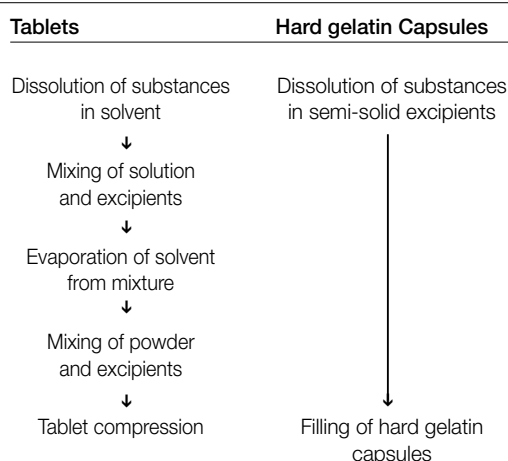 Tablets
Hard gelatin Capsules
Dissolution of substances
in solvent
Mixing of solution
and excipients
Evaporation of solvent
from mixture
Mixing of powder
and excipients
Tablet compression
Dissolution of substances
in semi-solid excipients
Filling of hard gelatin
capsules